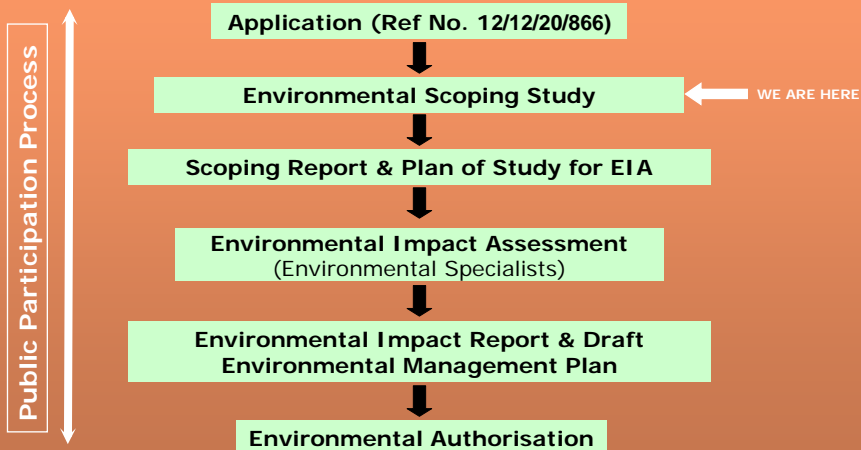 Public Participation Process
Application (Ref No. 12/12/20/866)
Environmental Scoping Study
WE ARE HERE
Scoping Report & Plan of Study for EIA
Environmental Impact Assessment
(Environmental Specialists)
Environmental Impact Report & Draft
Environmental Management Plan
Environmental Authorisation